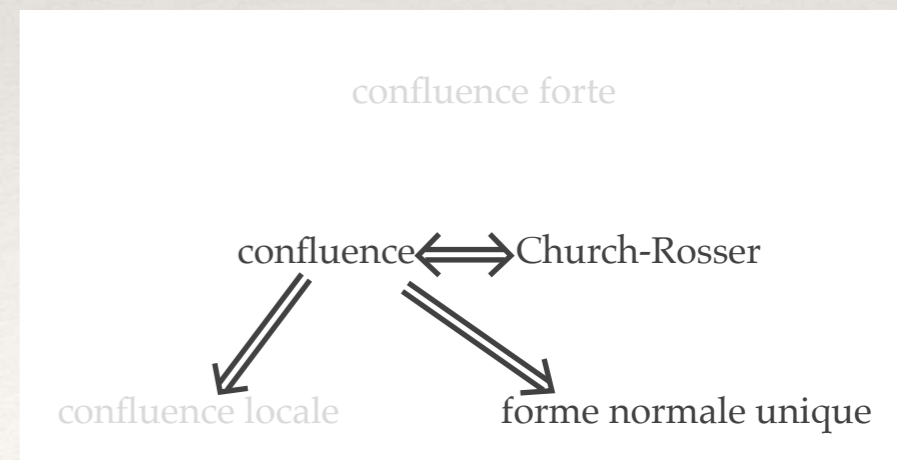 confluence forte
confluence Church-Rosser
confluence locale forme normale unique